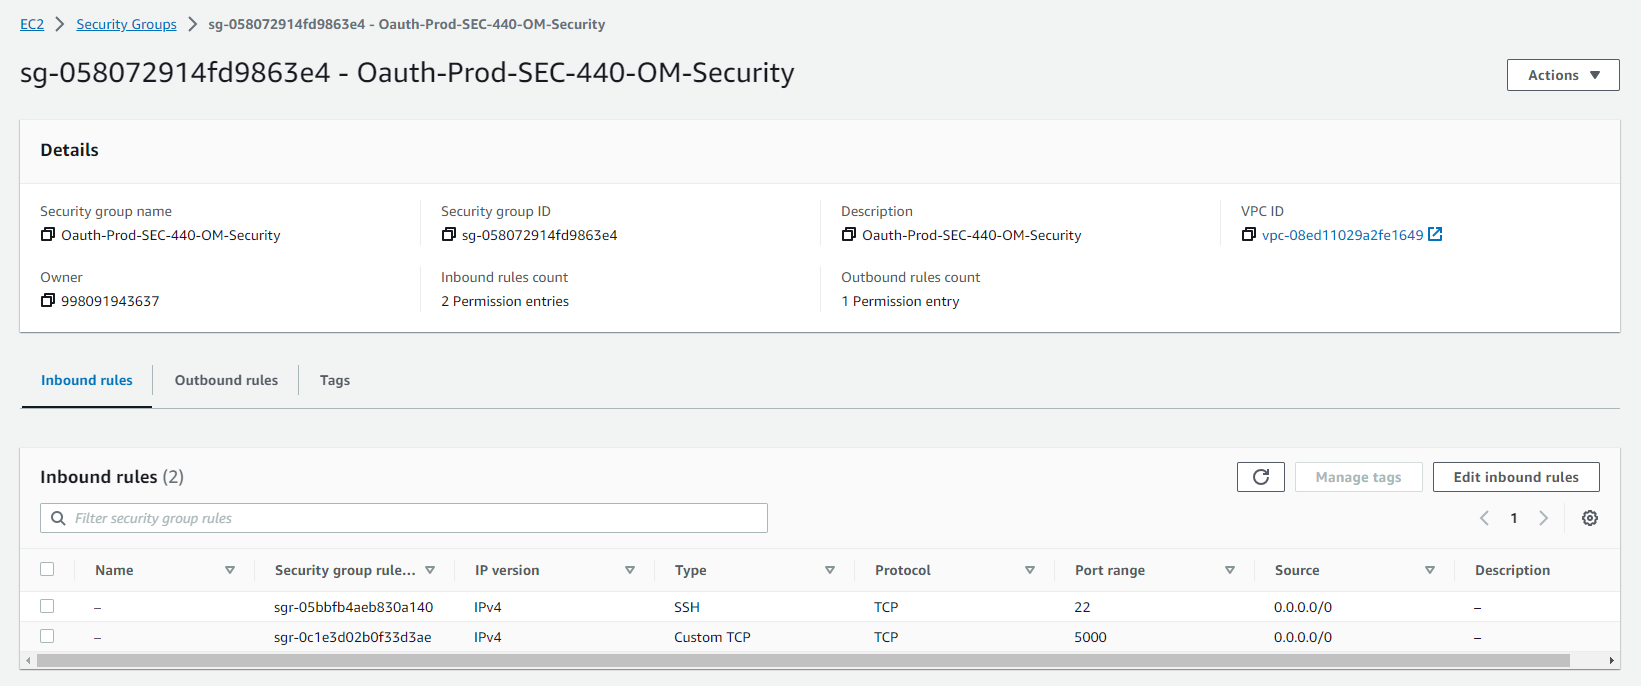 EC2 > Security Groups > sg-058072914fd9863e4 - Oauth-Prod-SEC-440-OM-Security
sg-058072914fd9863e4 - Oauth-Prod-SEC-440-OM-Security
Actions
Details
Security group name Security group ID Description VPC ID
Oauth-Prod-SEC-440-OM-Security sg-058072914fd9863e4 Oauth-Prod-SEC-440-OM-Security vpc-08ed11029a2fe1649
Owner Inbound rules count Outbound rules count
998091943637 2 Permission entries 1 Permission entry
Inbound rules Outbound rules Tags
Inbound rules (2) Manage tags Edit inbound rules
Filter security group rules 1
Name Security group rule... IP version Type Protocol Port range Source Description
– sgr-05bbfb4aeb830a140 IPv4 SSH TCP 22 0.0.0.0/0 –
– sgr-0c1e3d02b0f33d3ae IPv4 Custom TCP TCP 5000 0.0.0.0/0 –